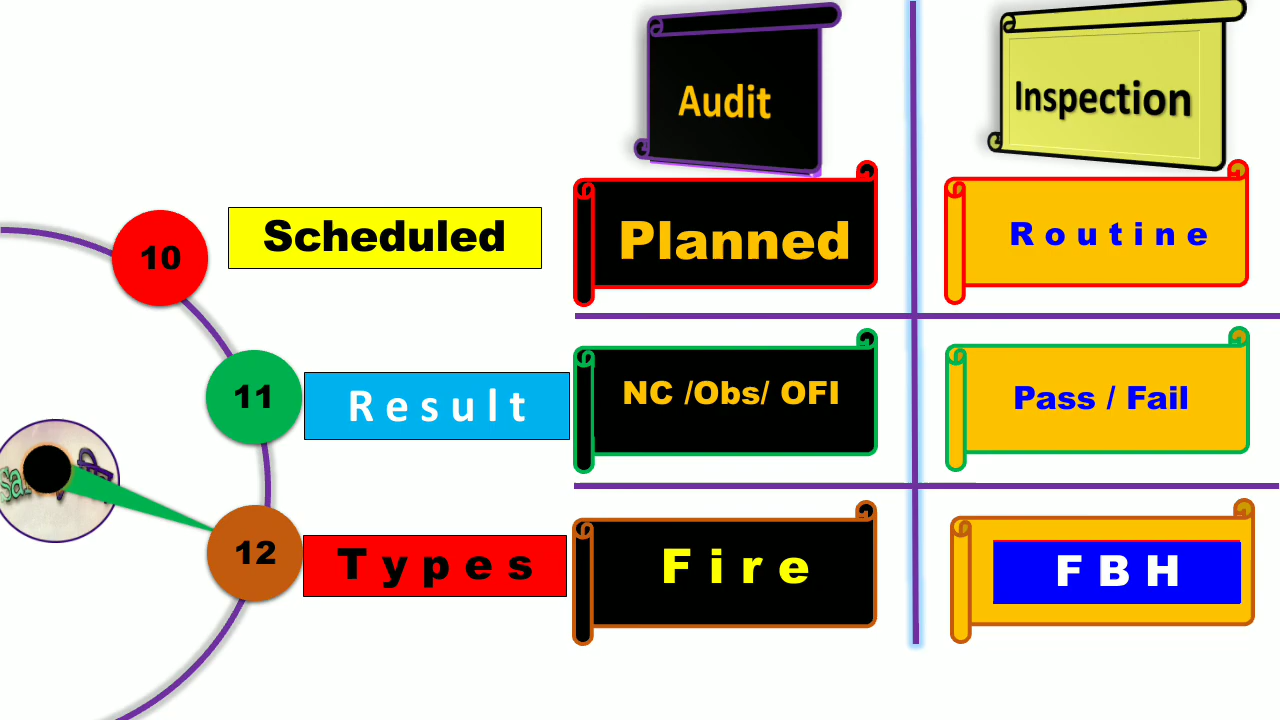 Audit
Inspection
10
Scheduled
Planned
Routine
11
Result
NC /Obs/ OFI
Pass / Fail
12
Types
Fire
FBH